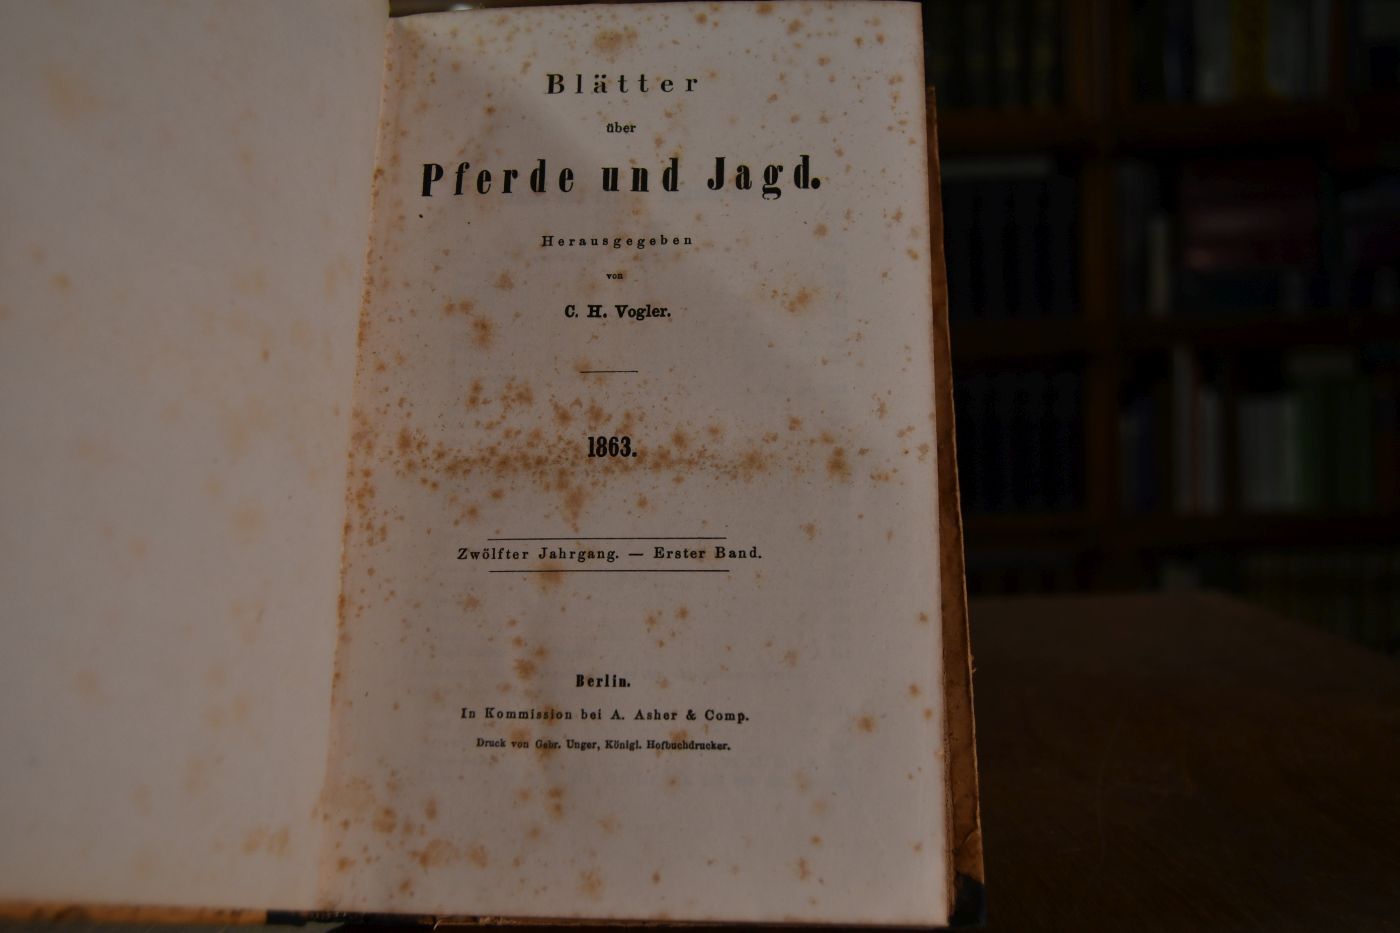 Blätter
über
Pferde und Jagd.
Herausgegeben
von
C. H. Vogler.
1863.
Zwölfter Jahrgang. — Erster Band.
Berlin.
In Kommission bei A. Asher & Comp.
Druck von Gebr. Unger, Königl. Hofbuchdrucker.